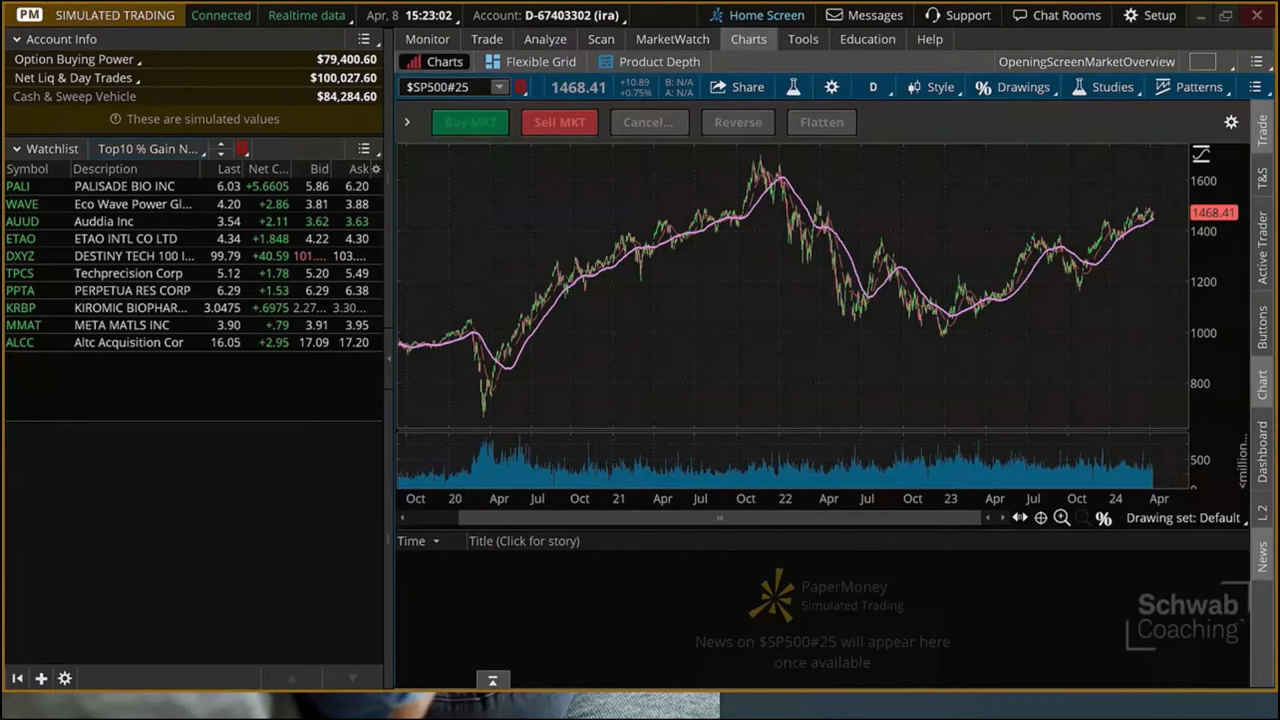 PM SIMULATED TRADING Connected Realtime data Apr, 8 15:23:02 Account: D-67403302 (ira) Home Screen Messages Support Chat Rooms Setup
Account Info
Option Buying Power $79,400.60
Net Liq & Day Trades $100,027.60
Cash & Sweep Vehicle $84,284.60
These are simulated values
Watchlist Top10 % Gain N...
Symbol Description Last Net C... Bid Ask
PALI PALISADE BIO INC 6.03 +5.6605 5.86 6.20
WAVE Eco Wave Power Gl... 4.20 +2.86 3.81 3.88
AUUD Auddia Inc 3.54 +2.11 3.62 3.63
ETAO ETAO INTL CO LTD 4.34 +1.848 4.22 4.30
DXYZ DESTINY TECH 100 I... 99.79 +40.59 101.... 103....
TPCS Techprecision Corp 5.12 +1.78 5.20 5.49
PPTA PERPETUA RES CORP 6.29 +1.53 6.29 6.38
KRBP KIROMIC BIOPHAR... 3.0475 +.6975 2.27... 3.30...
MMAT META MATLS INC 3.90 +.79 3.91 3.95
ALCC Altc Acquisition Cor 16.05 +2.95 17.09 17.20
Monitor Trade Analyze Scan MarketWatch Charts Tools Education Help
Charts Flexible Grid Product Depth OpeningScreenMarketOverview
$SP500#25 1468.41 +10.89 +0.75% B: N/A A: N/A Share D Style Drawings Studies Patterns
Buy MKT Sell MKT Cancel... Reverse Flatten
1600
1468.41
1400
1200
1000
800
500
0
<million...
Oct 20 Apr Jul Oct 21 Apr Jul Oct 22 Apr Jul Oct 23 Apr Jul Oct 24 Apr
% Drawing set: Default
Time Title (Click for story)
PaperMoney
Simulated Trading
News on $SP500#25 will appear here
once available
Schwab
Coaching™
Trade
T&S
Active Trader
Buttons
Chart
Dashboard
L 2
News